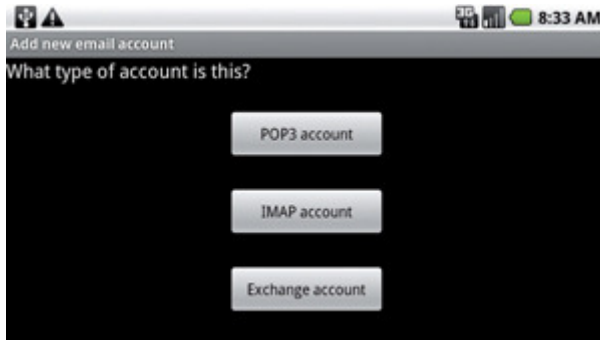 8:33 AM
Add new email account
What type of account is this?
POP3 account
IMAP account
Exchange account